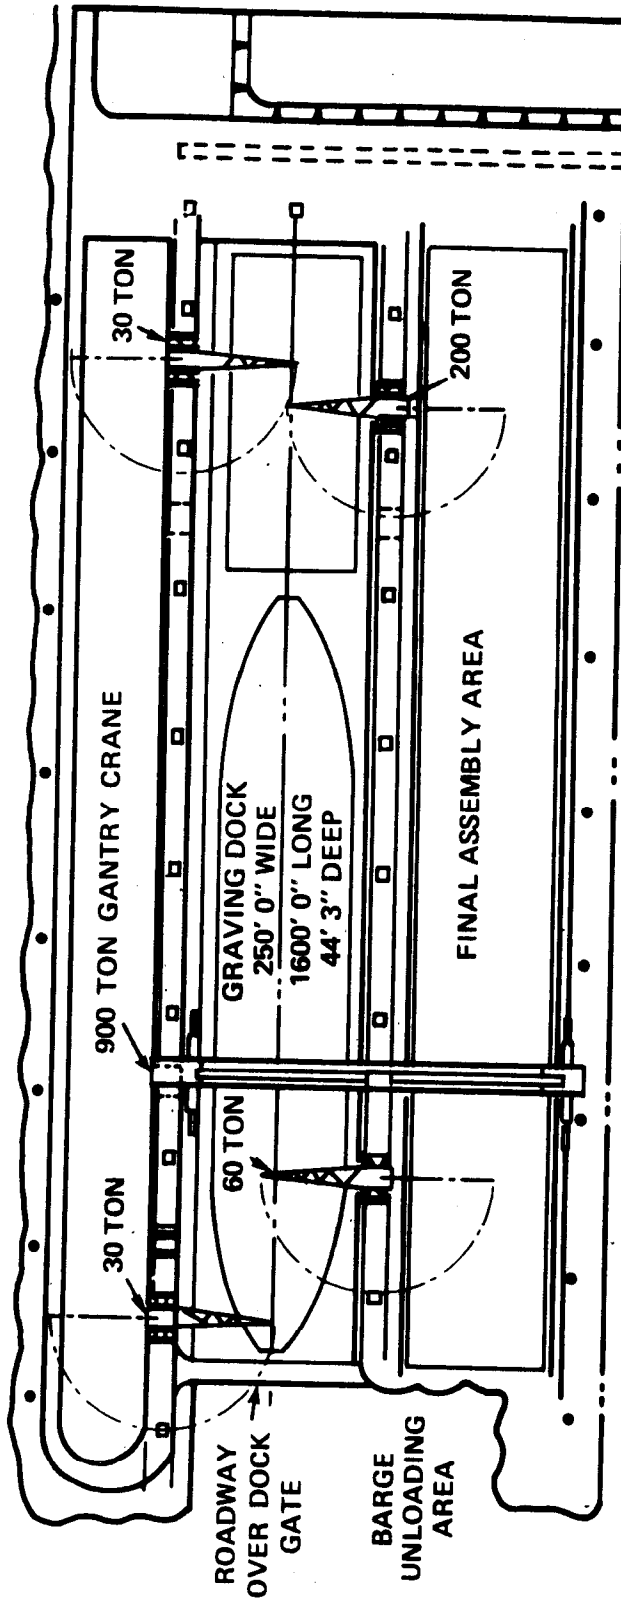 30 TON
900 TON GANTRY CRANE
30 TON
200 TON
GRAVING DOCK
250' 0" WIDE
1600' 0" LONG
44' 3" DEEP
60 TON
FINAL ASSEMBLY AREA
ROADWAY
OVER DOCK
GATE
BARGE
UNLOADING
AREA